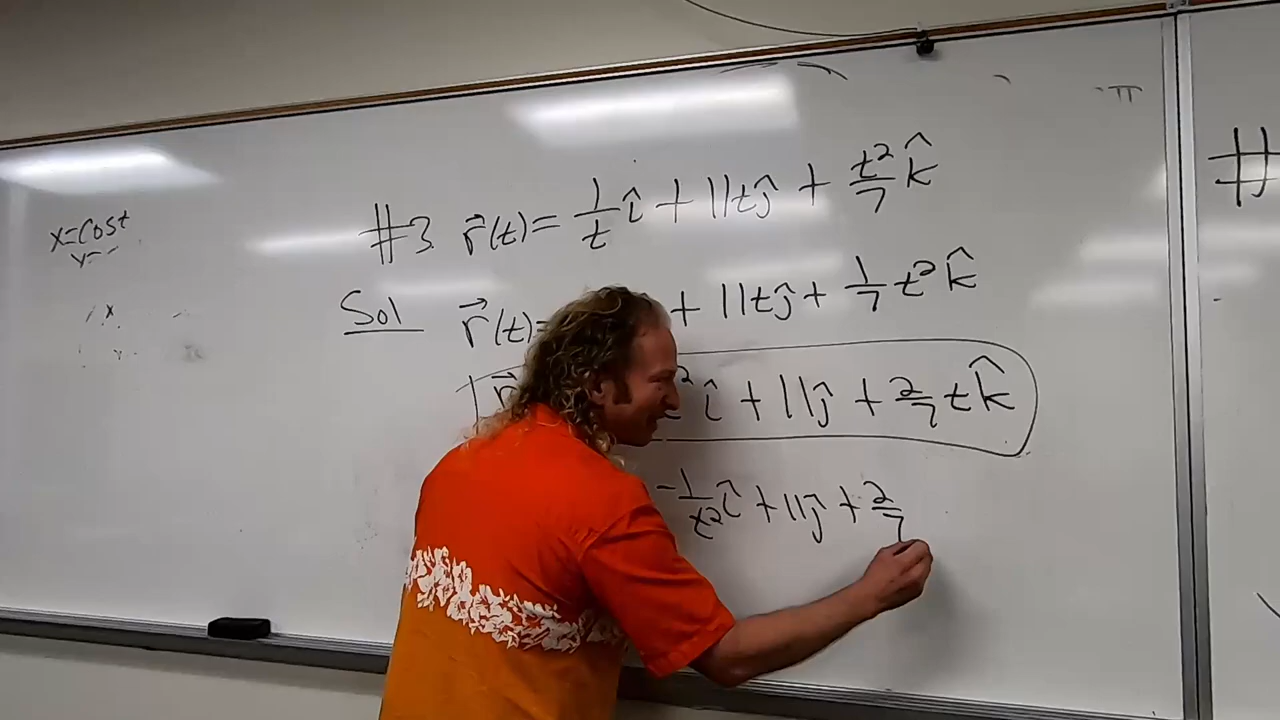 π
#
#3 r⃗(t) = 1/t î + 11t ĵ + t²/7 k̂
x=cost
y=
Sol r⃗(t)= + 11t ĵ + 1/7 t² k̂
r⃗ ² î + 11 ĵ + 2/7 t k̂
-1/t² î + 11 ĵ + 2/7